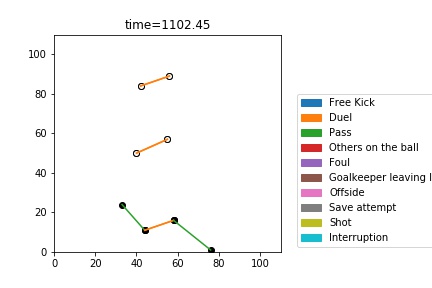 time=1102.45
100
80
60
40
20
0
0 20 40 60 80 100
Free Kick
Duel
Pass
Others on the ball
Foul
Goalkeeper leaving l
Offside
Save attempt
Shot
Interruption